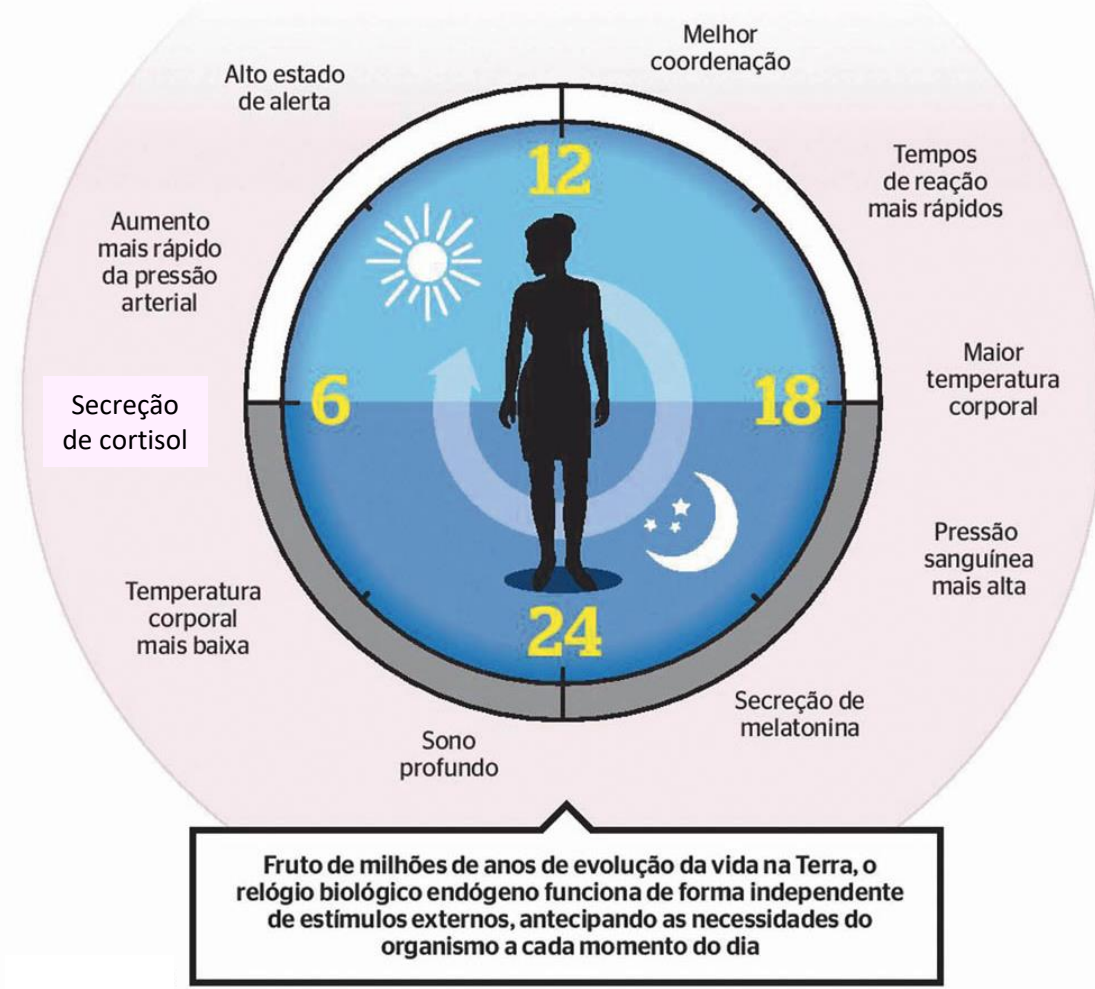 Melhor
coordenação
Alto estado
de alerta
12
Tempos
de reação
mais rápidos
Aumento
mais rápido
da pressão
arterial
Maior
temperatura
corporal
6
18
Secreção
de cortisol
Pressão
sanguínea
mais alta
Temperatura
corporal
mais baixa
24
Secreção de
melatonina
Sono
profundo
Fruto de milhões de anos de evolução da vida na Terra, o
relógio biológico endógeno funciona de forma independente
de estímulos externos, antecipando as necessidades do
organismo a cada momento do dia